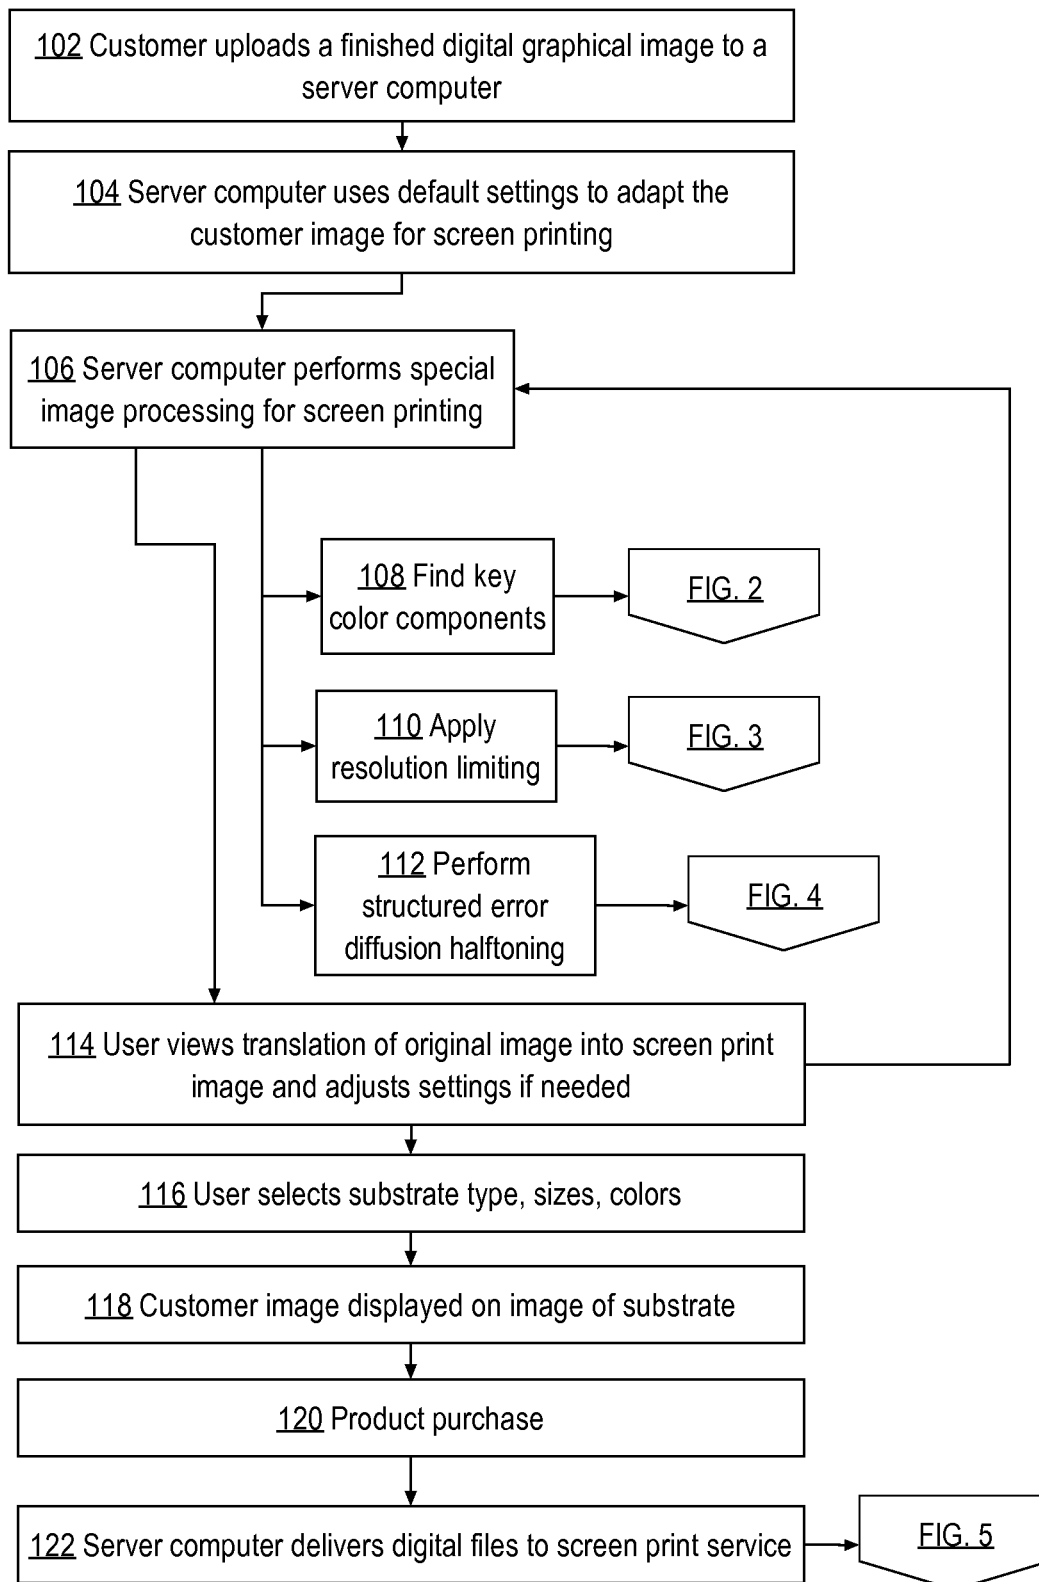 102 Customer uploads a finished digital graphical image to a
server computer
104 Server computer uses default settings to adapt the
customer image for screen printing
106 Server computer performs special
image processing for screen printing
108 Find key
color components
FIG. 2
110 Apply
resolution limiting
FIG. 3
112 Perform
structured error
diffusion halftoning
FIG. 4
114 User views translation of original image into screen print
image and adjusts settings if needed
116 User selects substrate type, sizes, colors
118 Customer image displayed on image of substrate
120 Product purchase
122 Server computer delivers digital files to screen print service
FIG. 5